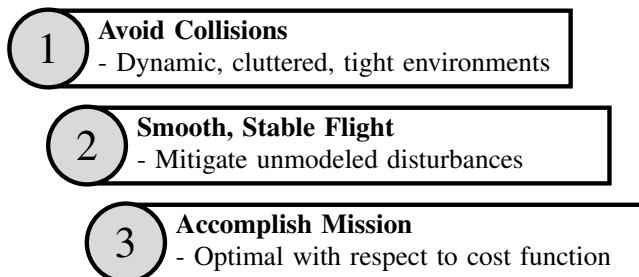 1
Avoid Collisions
- Dynamic, cluttered, tight environments
2
Smooth, Stable Flight
- Mitigate unmodeled disturbances
3
Accomplish Mission
- Optimal with respect to cost function